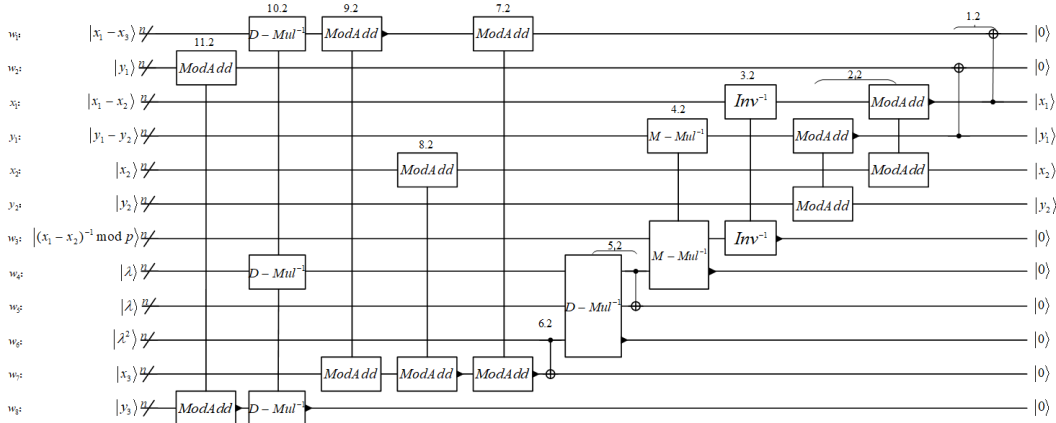 10.2 9.2 7.2 1.2
w₁: |x₁ − x₃⟩ n D − Mul⁻¹ ModAdd ModAdd |0⟩
11.2
w₂: |y₁⟩ n ModAdd |0⟩
3.2 2,2
x₁: |x₁ − x₂⟩ n Inv⁻¹ ModAdd |x₁⟩
4.2
y₁: |y₁ − y₂⟩ n M − Mul⁻¹ ModAdd |y₁⟩
8.2
x₂: |x₂⟩ n ModAdd ModAdd |x₂⟩
y₂: |y₂⟩ n ModAdd |y₂⟩
w₃: |(x₁ − x₂)⁻¹ mod p⟩ n Inv⁻¹ |0⟩
5,2 M − Mul⁻¹
w₄: |λ⟩ n D − Mul⁻¹ |0⟩
w₅: |λ⟩ n D − Mul⁻¹ |0⟩
6.2
w₆: |λ²⟩ n |0⟩
w₇: |x₃⟩ n ModAdd ModAdd ModAdd |0⟩
w₈: |y₃⟩ n ModAdd D − Mul⁻¹ |0⟩